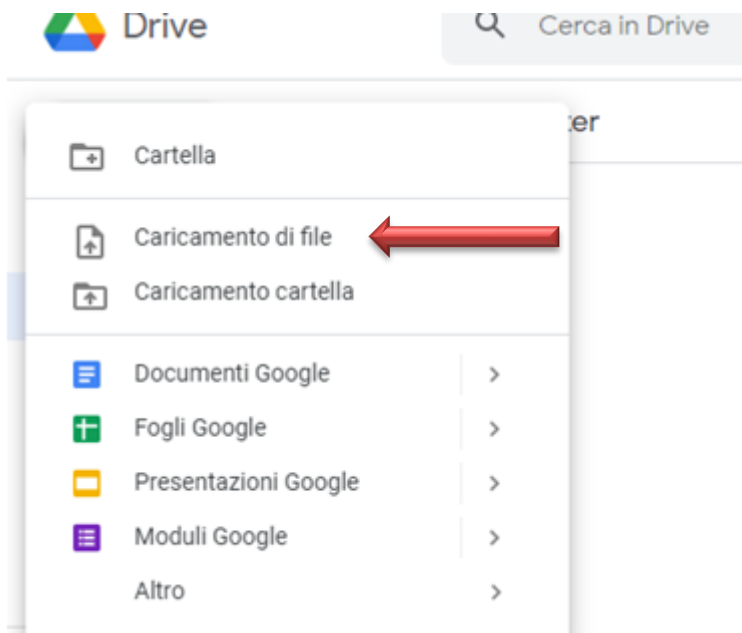 Drive
Cerca in Drive
ter
Cartella
Caricamento di file
Caricamento cartella
Documenti Google
Fogli Google
Presentazioni Google
Moduli Google
Altro